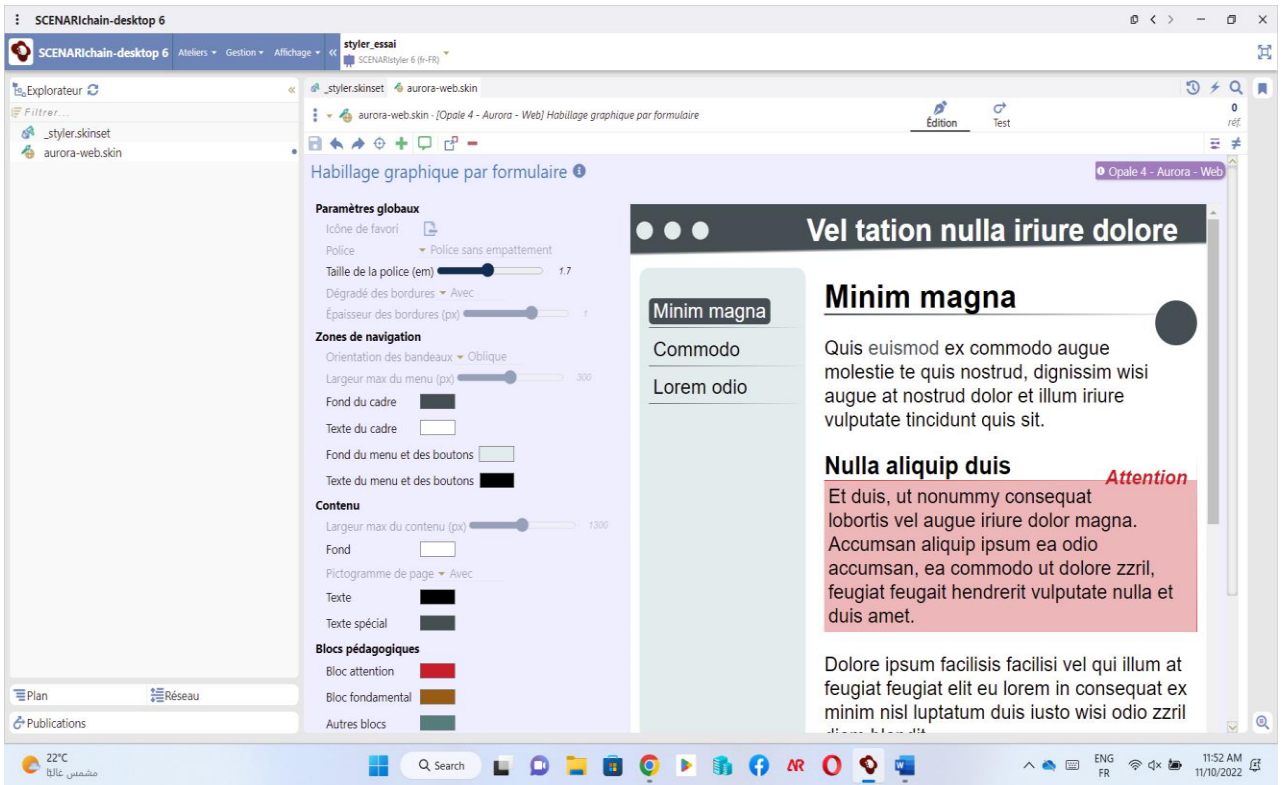 SCENARIchain-desktop 6
SCENARIchain-desktop 6 Ateliers Gestion Affichage « styler_essai
SCENARIstyler 6 (fr-FR)
Explorateur «
Filtrer...
_styler.skinset
aurora-web.skin
Plan Réseau
Publications
_styler.skinset aurora-web.skin
aurora-web.skin - [Opale 4 - Aurora - Web] Habillage graphique par formulaire
Édition Test
0
réf.
Habillage graphique par formulaire
Opale 4 - Aurora - Web
Paramètres globaux
Icône de favori
Police Police sans empattement
Taille de la police (em) 1.7
Dégradé des bordures Avec
Épaisseur des bordures (px) 1
Zones de navigation
Orientation des bandeaux Oblique
Largeur max du menu (px) 300
Fond du cadre
Texte du cadre
Fond du menu et des boutons
Texte du menu et des boutons
Contenu
Largeur max du contenu (px) 1300
Fond
Pictogramme de page Avec
Texte
Texte spécial
Blocs pédagogiques
Bloc attention
Bloc fondamental
Autres blocs
Vel tation nulla iriure dolore
Minim magna
Commodo
Lorem odio
Minim magna
Quis euismod ex commodo augue
molestie te quis nostrud, dignissim wisi
augue at nostrud dolor et illum iriure
vulputate tincidunt quis sit.
Nulla aliquip duis
Attention
Et duis, ut nonummy consequat
lobortis vel augue iriure dolor magna.
Accumsan aliquip ipsum ea odio
accumsan, ea commodo ut dolore zzril,
feugiat feugait hendrerit vulputate nulla et
duis amet.
Dolore ipsum facilisis facilisi vel qui illum at
feugiat feugiat elit eu lorem in consequat ex
minim nisl luptatum duis iusto wisi odio zzril
diam blandit
22°C
مشمس غالبًا
Search
ENG
FR
11:52 AM
11/10/2022